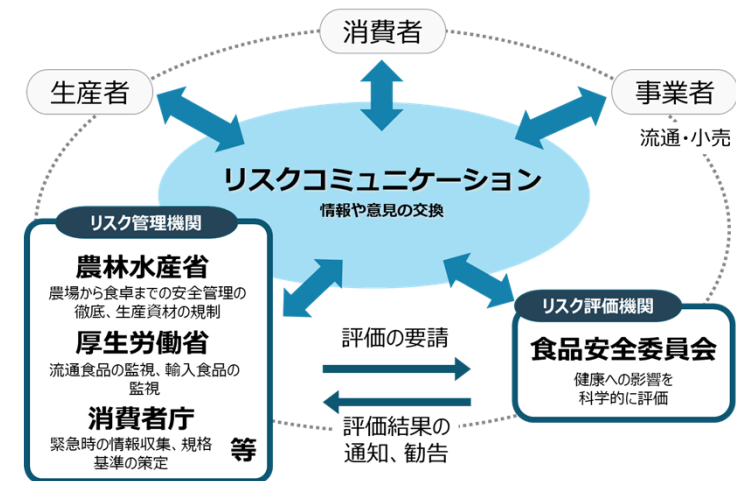 消費者
生産者
事業者
流通・小売
リスクコミュニケーション
情報や意見の交換
リスク管理機関
農林水産省
農場から食卓までの安全管理の
徹底、生産資材の規制
厚生労働省
流通食品の監視、輸入食品の
監視
消費者庁
緊急時の情報収集、規格
基準の策定
等
評価の要請
評価結果の
通知、勧告
リスク評価機関
食品安全委員会
健康への影響を
科学的に評価